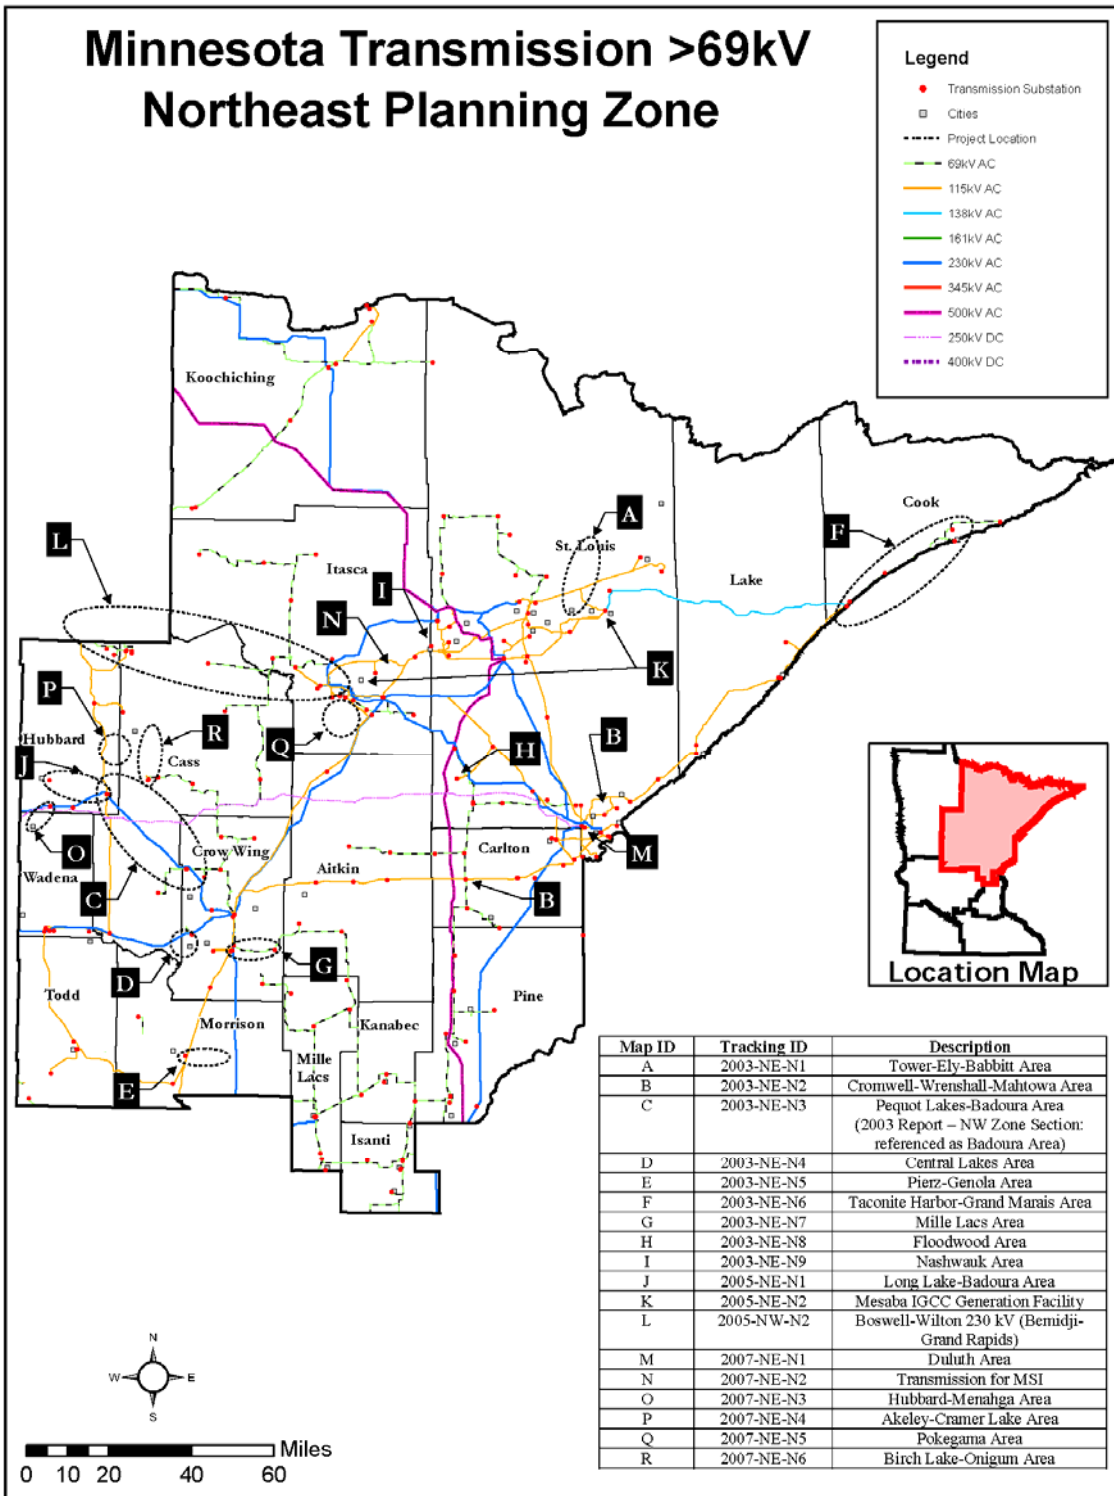 Minnesota Transmission >69kV
Northeast Planning Zone
Legend
Transmission Substation
Cities
Project Location
69kV AC
115kV AC
138kV AC
161kV AC
230kV AC
345kV AC
500kV AC
250kV DC
400kV DC
Koochiching
Cook
A
F
L
St. Louis
Itasca
Lake
I
N
K
P
R
Q
Hubbard
J
Cass
H
B
O
Crow Wing
Carlton
M
Wadena
Aitkin
C
B
D
G
Todd
Pine
Morrison
Kanabec
Mille
Lacs
E
Isanti
Location Map
Map ID Tracking ID Description
A 2003-NE-N1 Tower-Ely-Babbitt Area
B 2003-NE-N2 Cromwell-Wrenshall-Mahtowa Area
C 2003-NE-N3 Pequot Lakes-Badoura Area
(2003 Report – NW Zone Section:
referenced as Badoura Area)
D 2003-NE-N4 Central Lakes Area
E 2003-NE-N5 Pierz-Genola Area
F 2003-NE-N6 Taconite Harbor-Grand Marais Area
G 2003-NE-N7 Mille Lacs Area
H 2003-NE-N8 Floodwood Area
I 2003-NE-N9 Nashwauk Area
J 2005-NE-N1 Long Lake-Badoura Area
K 2005-NE-N2 Mesaba IGCC Generation Facility
L 2005-NW-N2 Boswell-Wilton 230 kV (Bemidji-
Grand Rapids)
M 2007-NE-N1 Duluth Area
N 2007-NE-N2 Transmission for MSI
O 2007-NE-N3 Hubbard-Menahga Area
P 2007-NE-N4 Akeley-Cramer Lake Area
Q 2007-NE-N5 Pokegama Area
R 2007-NE-N6 Birch Lake-Onigum Area
N
W E
S
Miles
0 10 20 40 60